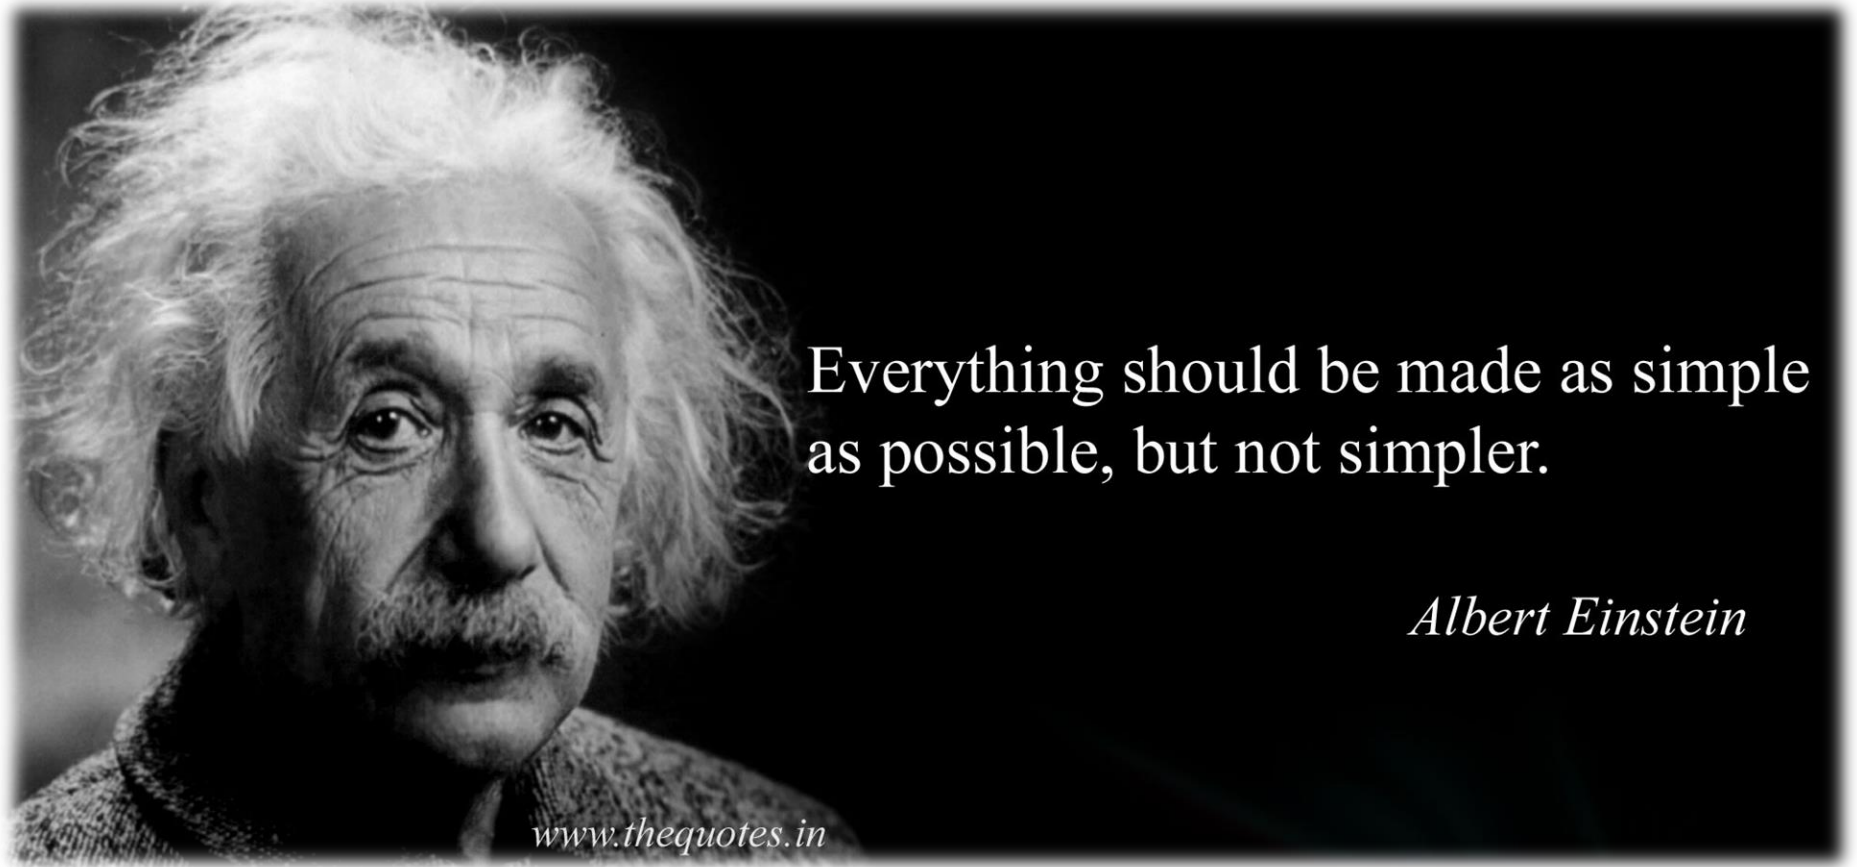 Everything should be made as simple
as possible, but not simpler.
Albert Einstein
www.thequotes.in